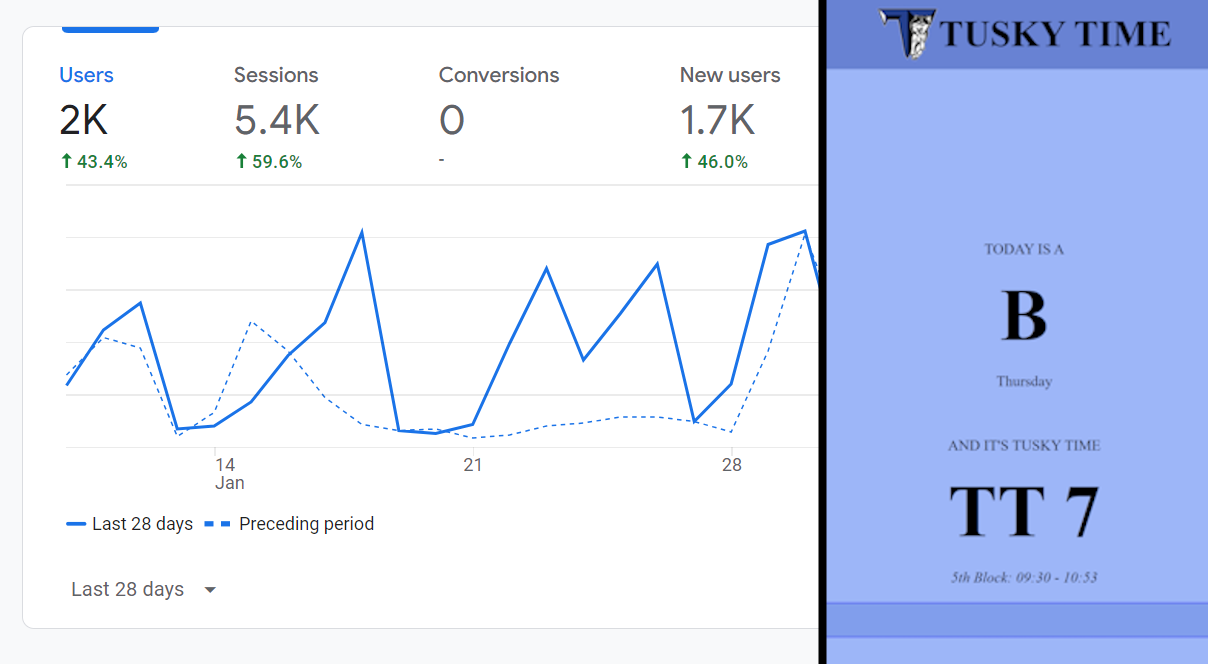 Users
2K
43.4%
Sessions
5.4K
59.6%
Conversions
0
-
New users
1.7K
46.0%
14
Jan
21
28
Last 28 days
Preceding period
Last 28 days
TUSKY TIME
TODAY IS A
B
Thursday
AND IT'S TUSKY TIME
TT 7
5th Block: 09:30 - 10:53